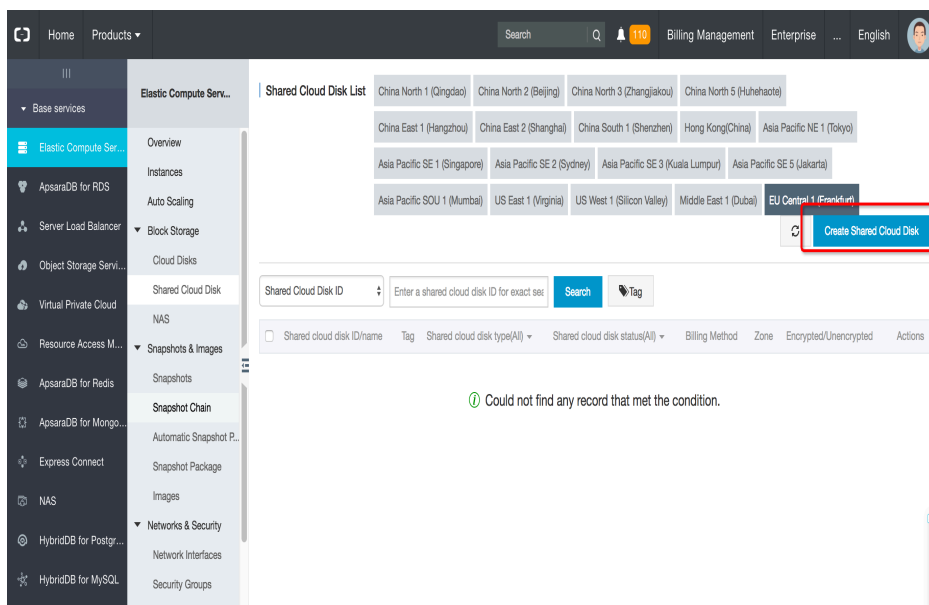 Home Products Search 110 Billing Management Enterprise ... English
Base services
Elastic Compute Ser...
ApsaraDB for RDS
Server Load Balancer
Object Storage Servi...
Virtual Private Cloud
Resource Access M...
ApsaraDB for Redis
ApsaraDB for Mongo...
Express Connect
NAS
HybridDB for Postgr...
HybridDB for MySQL
Elastic Compute Serv...
Overview
Instances
Auto Scaling
Block Storage
Cloud Disks
Shared Cloud Disk
NAS
Snapshots & Images
Snapshots
Snapshot Chain
Automatic Snapshot P...
Snapshot Package
Images
Networks & Security
Network Interfaces
Security Groups
Shared Cloud Disk List China North 1 (Qingdao) China North 2 (Beijing) China North 3 (Zhangjiakou) China North 5 (Huhehaote)
China East 1 (Hangzhou) China East 2 (Shanghai) China South 1 (Shenzhen) Hong Kong(China) Asia Pacific NE 1 (Tokyo)
Asia Pacific SE 1 (Singapore) Asia Pacific SE 2 (Sydney) Asia Pacific SE 3 (Kuala Lumpur) Asia Pacific SE 5 (Jakarta)
Asia Pacific SOU 1 (Mumbai) US East 1 (Virginia) US West 1 (Silicon Valley) Middle East 1 (Dubai) EU Central 1 (Frankfurt)
Create Shared Cloud Disk
Shared Cloud Disk ID Enter a shared cloud disk ID for exact sea Search Tag
Shared cloud disk ID/name Tag Shared cloud disk type(All) Shared cloud disk status(All) Billing Method Zone Encrypted/Unencrypted Actions
Could not find any record that met the condition.